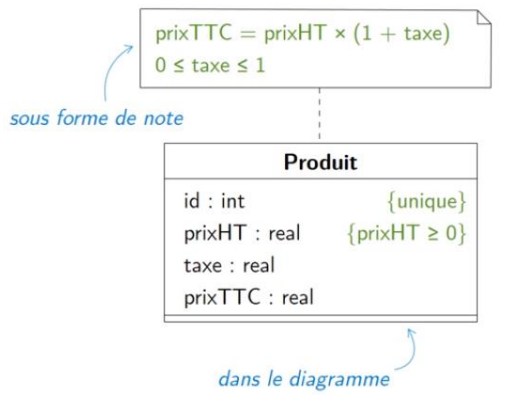 prixTTC = prixHT × (1 + taxe)
0 ≤ taxe ≤ 1
sous forme de note
Produit
id : int {unique}
prixHT : real {prixHT ≥ 0}
taxe : real
prixTTC : real
dans le diagramme